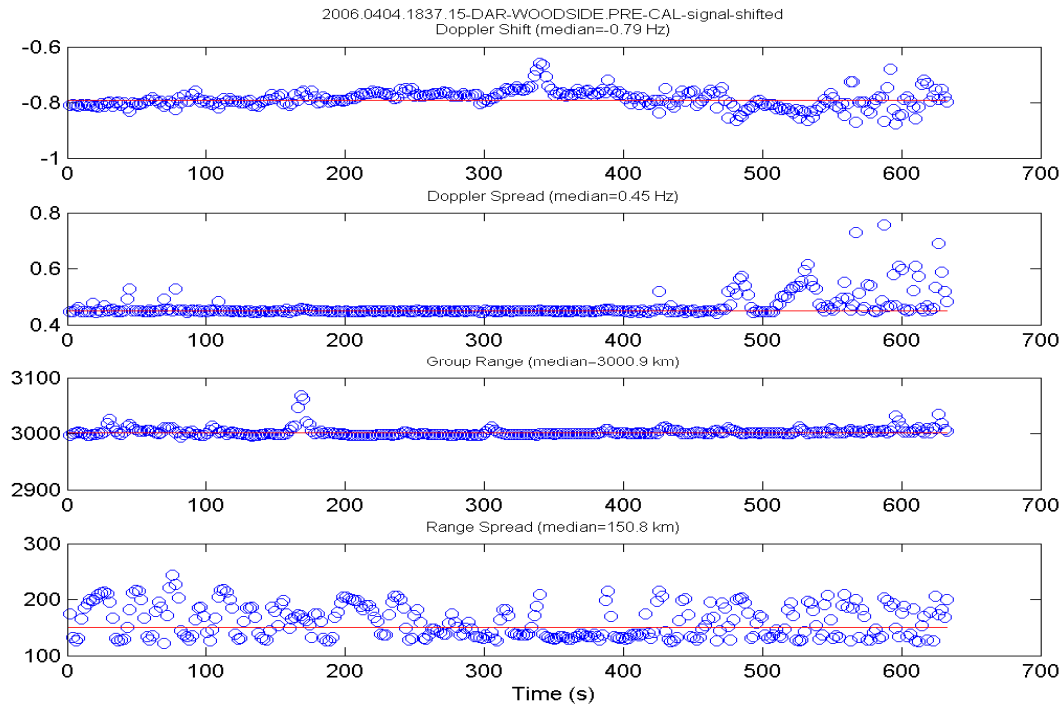 2006.0404.1837.15-DAR-WOODSIDE.PRE-CAL-signal-shifted
Doppler Shift (median=-0.79 Hz)
-0.6
-0.8
-1
0 100 200 300 400 500 600 700
Doppler Spread (median=0.45 Hz)
0.8
0.6
0.4
0 100 200 300 400 500 600 700
Group Range (median=3000.9 km)
3100
3000
2900
0 100 200 300 400 500 600 700
Range Spread (median=150.8 km)
300
200
100
0 100 200 300 400 500 600 700
Time (s)